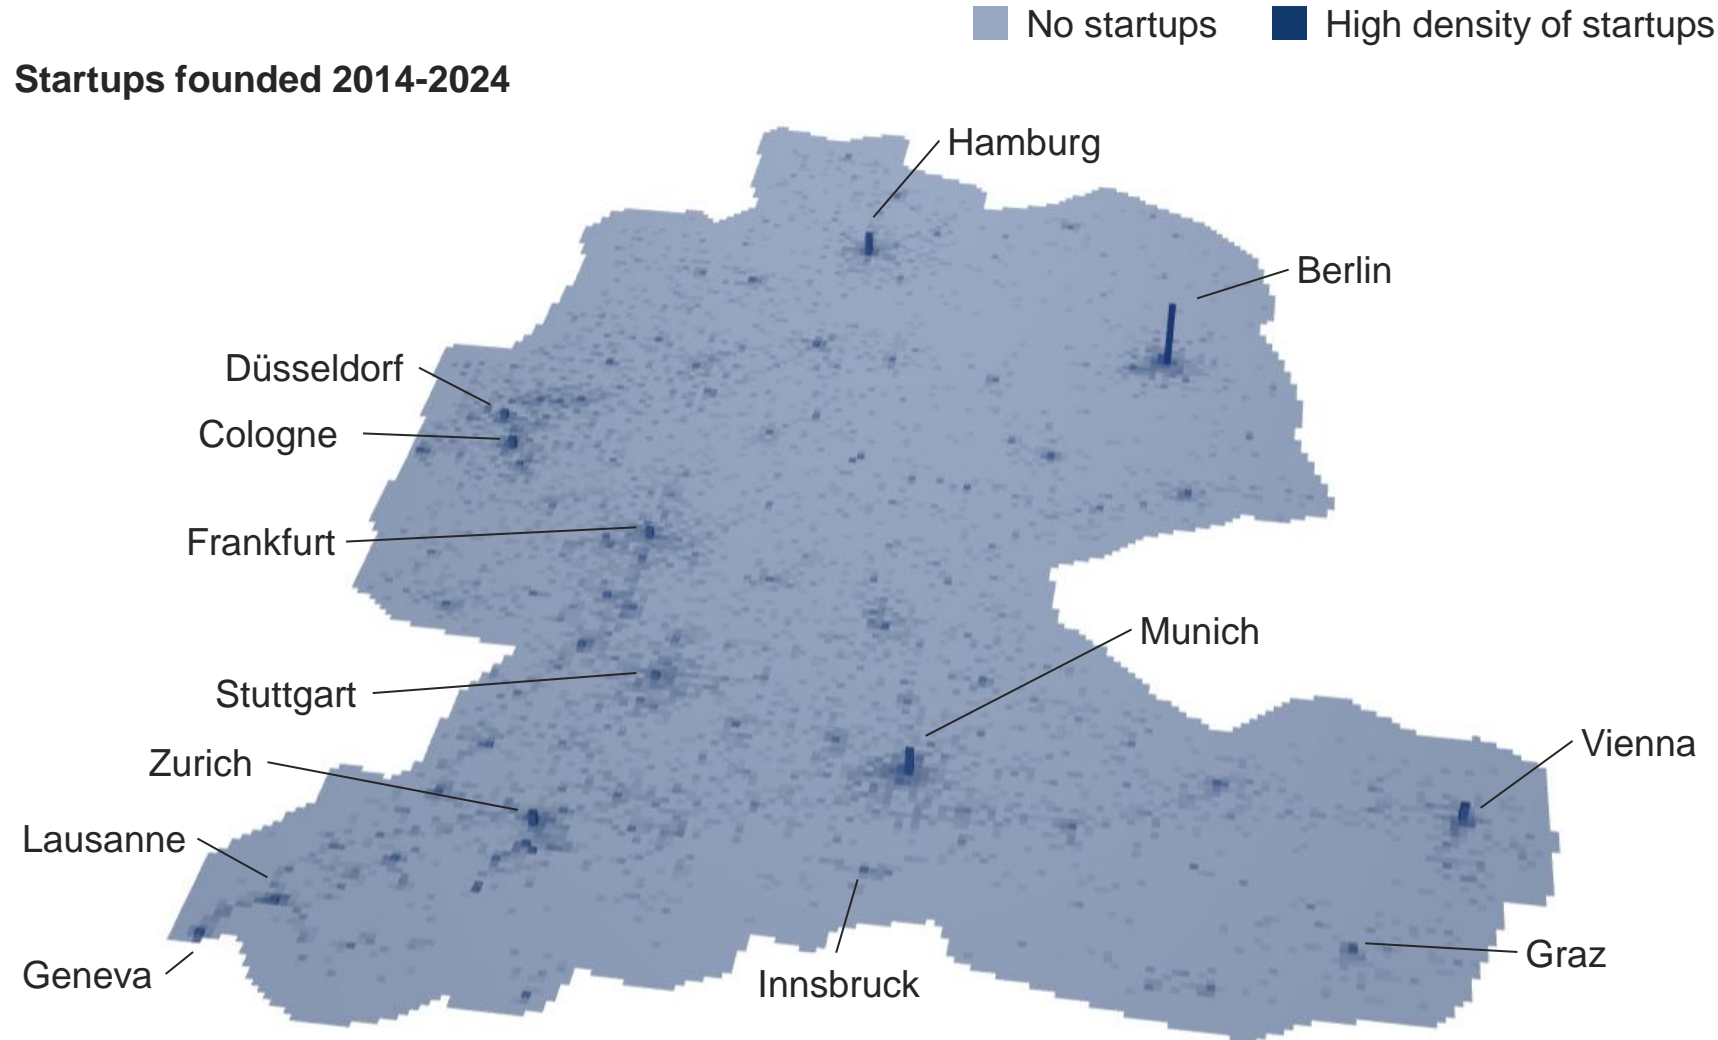 No startups
High density of startups
Startups founded 2014-2024
Hamburg
Berlin
Düsseldorf
Cologne
Frankfurt
Munich
Stuttgart
Vienna
Zurich
Lausanne
Graz
Geneva
Innsbruck